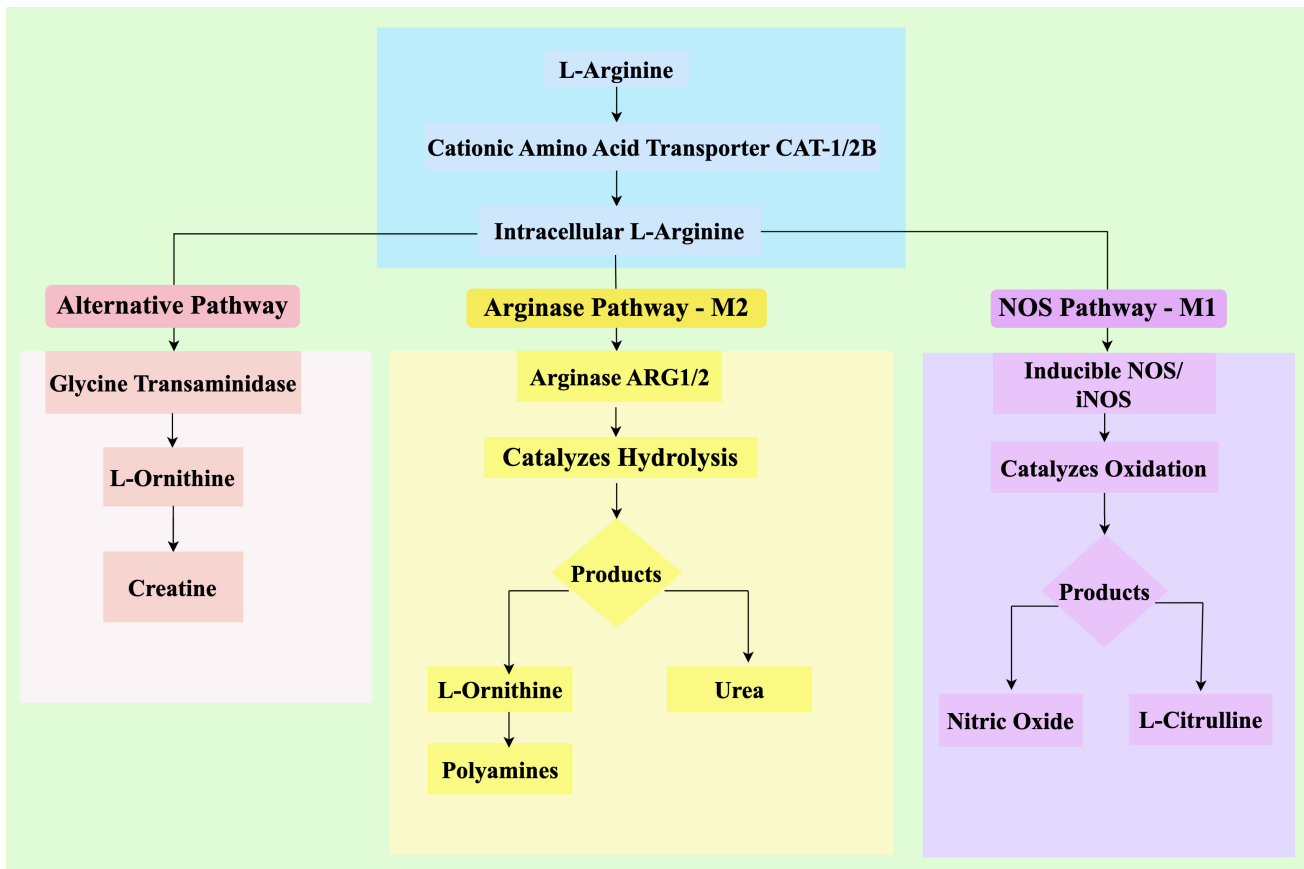 L-Arginine
Cationic Amino Acid Transporter CAT-1/2B
Intracellular L-Arginine
Alternative Pathway
Glycine Transaminidase
L-Ornithine
Creatine
Arginase Pathway - M2
Arginase ARG1/2
Catalyzes Hydrolysis
Products
L-Ornithine
Urea
Polyamines
NOS Pathway - M1
Inducible NOS/
iNOS
Catalyzes Oxidation
Products
Nitric Oxide
L-Citrulline